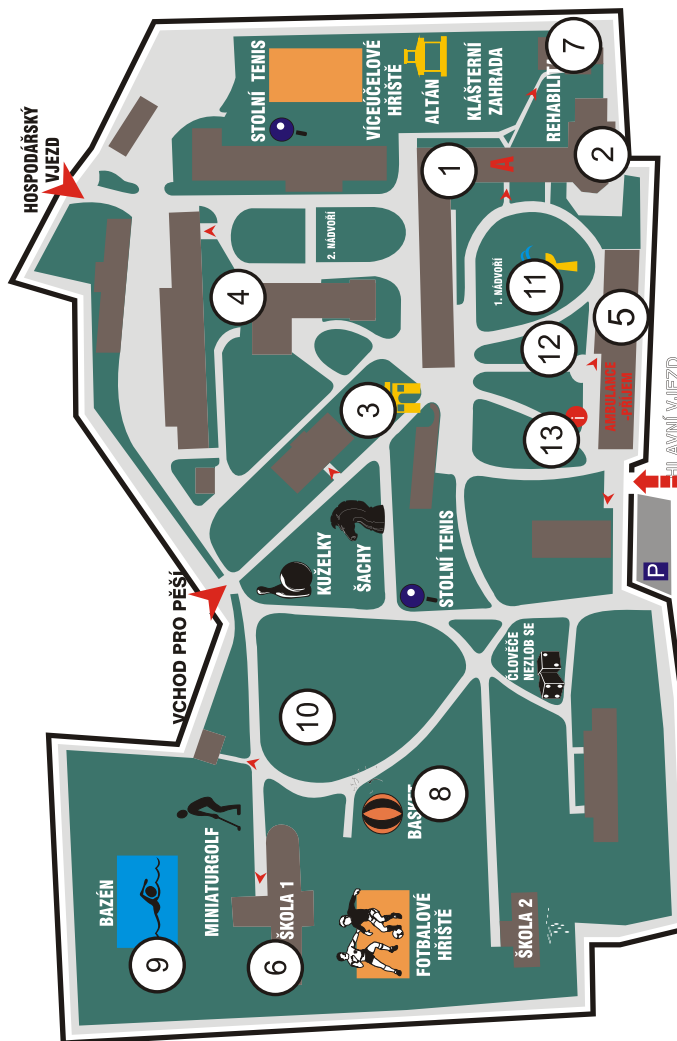 HOSPODÁŘSKÝ
VJEZD
STOLNÍ TENIS
VÍCEÚČELOVÉ
HŘIŠTĚ
ALTÁN
KLÁŠTERNÍ
ZAHRADA
7
1
A
2
2. NÁDVOŘÍ
1. NÁDVOŘÍ
4
11
5
12
AMBULANCE
-PŘÍJEM
3
13
i
HLAVNÍ VJEZD
VCHOD PRO PĚŠÍ
KUŽELKY
ŠACHY
STOLNÍ TENIS
P
ČLOVĚČE
NEZLOB SE
10
8
BAZÉN
MINIATURGOLF
9
6
ŠKOLA 1
FOTBALOVÉ
HŘIŠTĚ
ŠKOLA 2